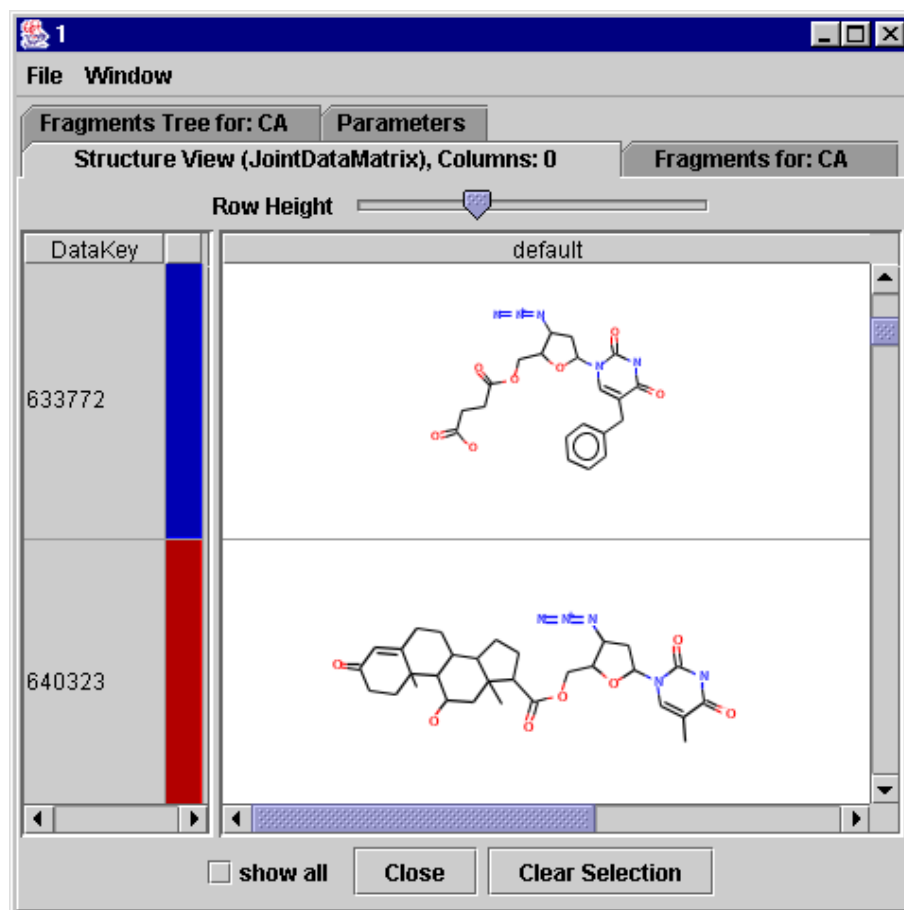 1
File Window
Fragments Tree for: CA Parameters
Structure View (JointDataMatrix), Columns: 0 Fragments for: CA
Row Height
DataKey default
N N+ N O
O N N
O O O
633772
O O
N N+ N O
O O N N
O O O O
640323
show all Close Clear Selection